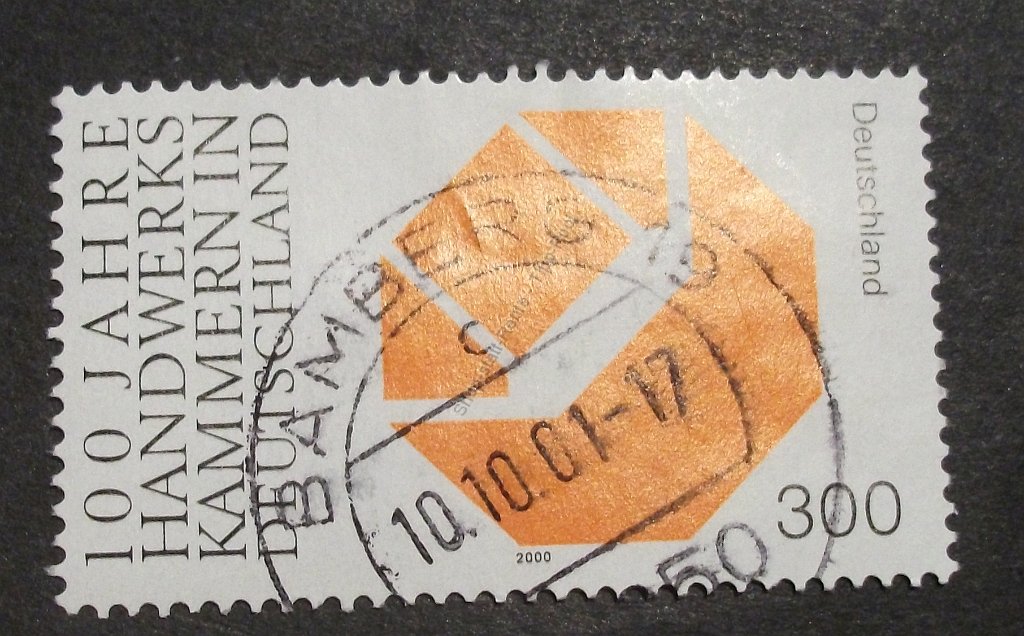 100 JAHRE
HANDWERKS
KAMMERN IN
DEUTSCHLAND
Deutschland
300
2000
BAMBERG
c
10.10.01-17
50